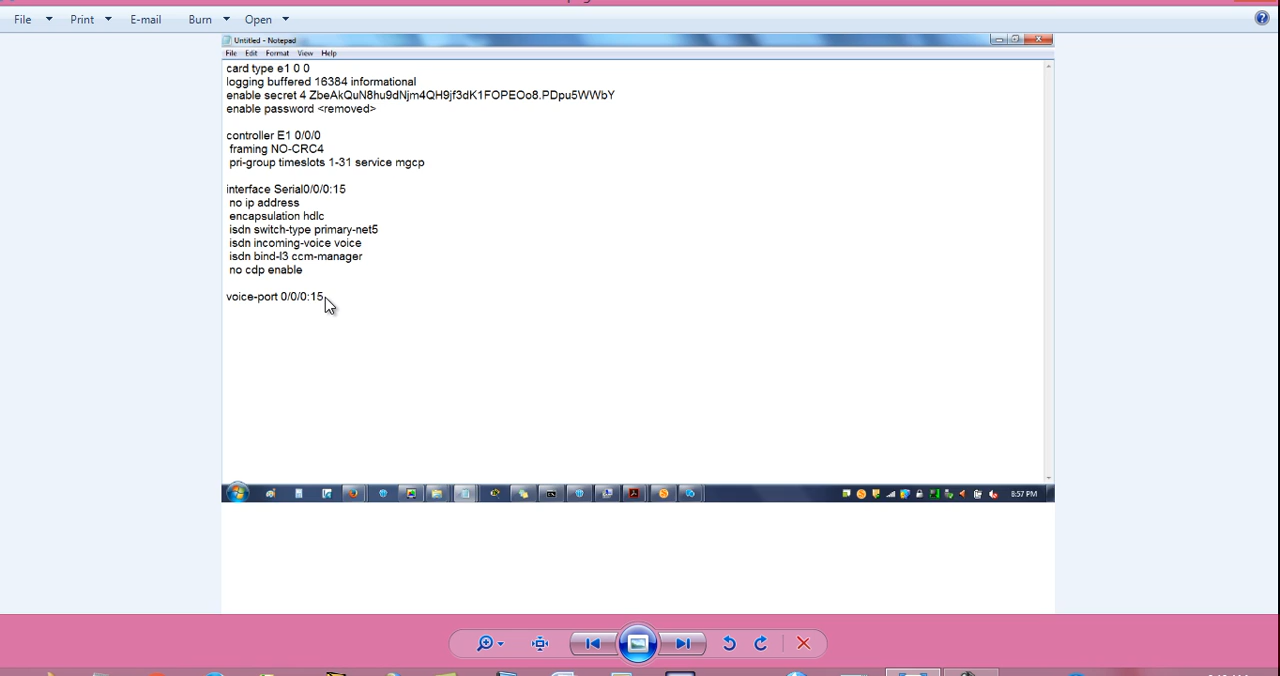 File Print E-mail Burn Open
Untitled - Notepad
File Edit Format View Help
card type e1 0 0
logging buffered 16384 informational
enable secret 4 ZbeAkQuN8hu9dNjm4QH9jf3dK1FOPEOo8.PDpu5WWbY
enable password <removed>
controller E1 0/0/0
framing NO-CRC4
pri-group timeslots 1-31 service mgcp
interface Serial0/0/0:15
no ip address
encapsulation hdlc
isdn switch-type primary-net5
isdn incoming-voice voice
isdn bind-l3 ccm-manager
no cdp enable
voice-port 0/0/0:15
8:57 PM